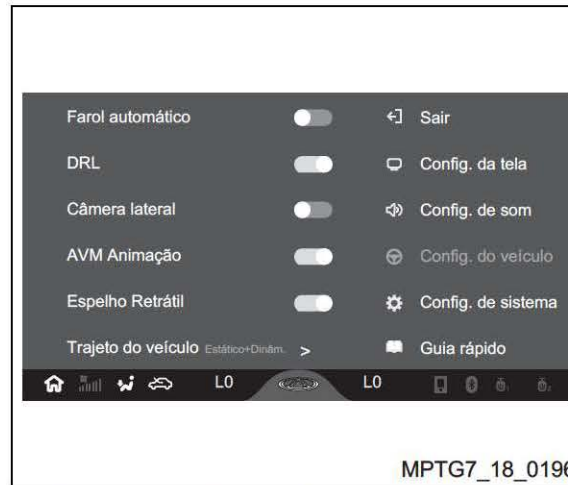 Farol automático
Sair
DRL
Config. da tela
Câmera lateral
Config. de som
AVM Animação
Config. do veículo
Espelho Retrátil
Config. de sistema
Trajeto do veículo Estático+Dinâm. >
Guia rápido
L0
L0
MPTG7_18_0196